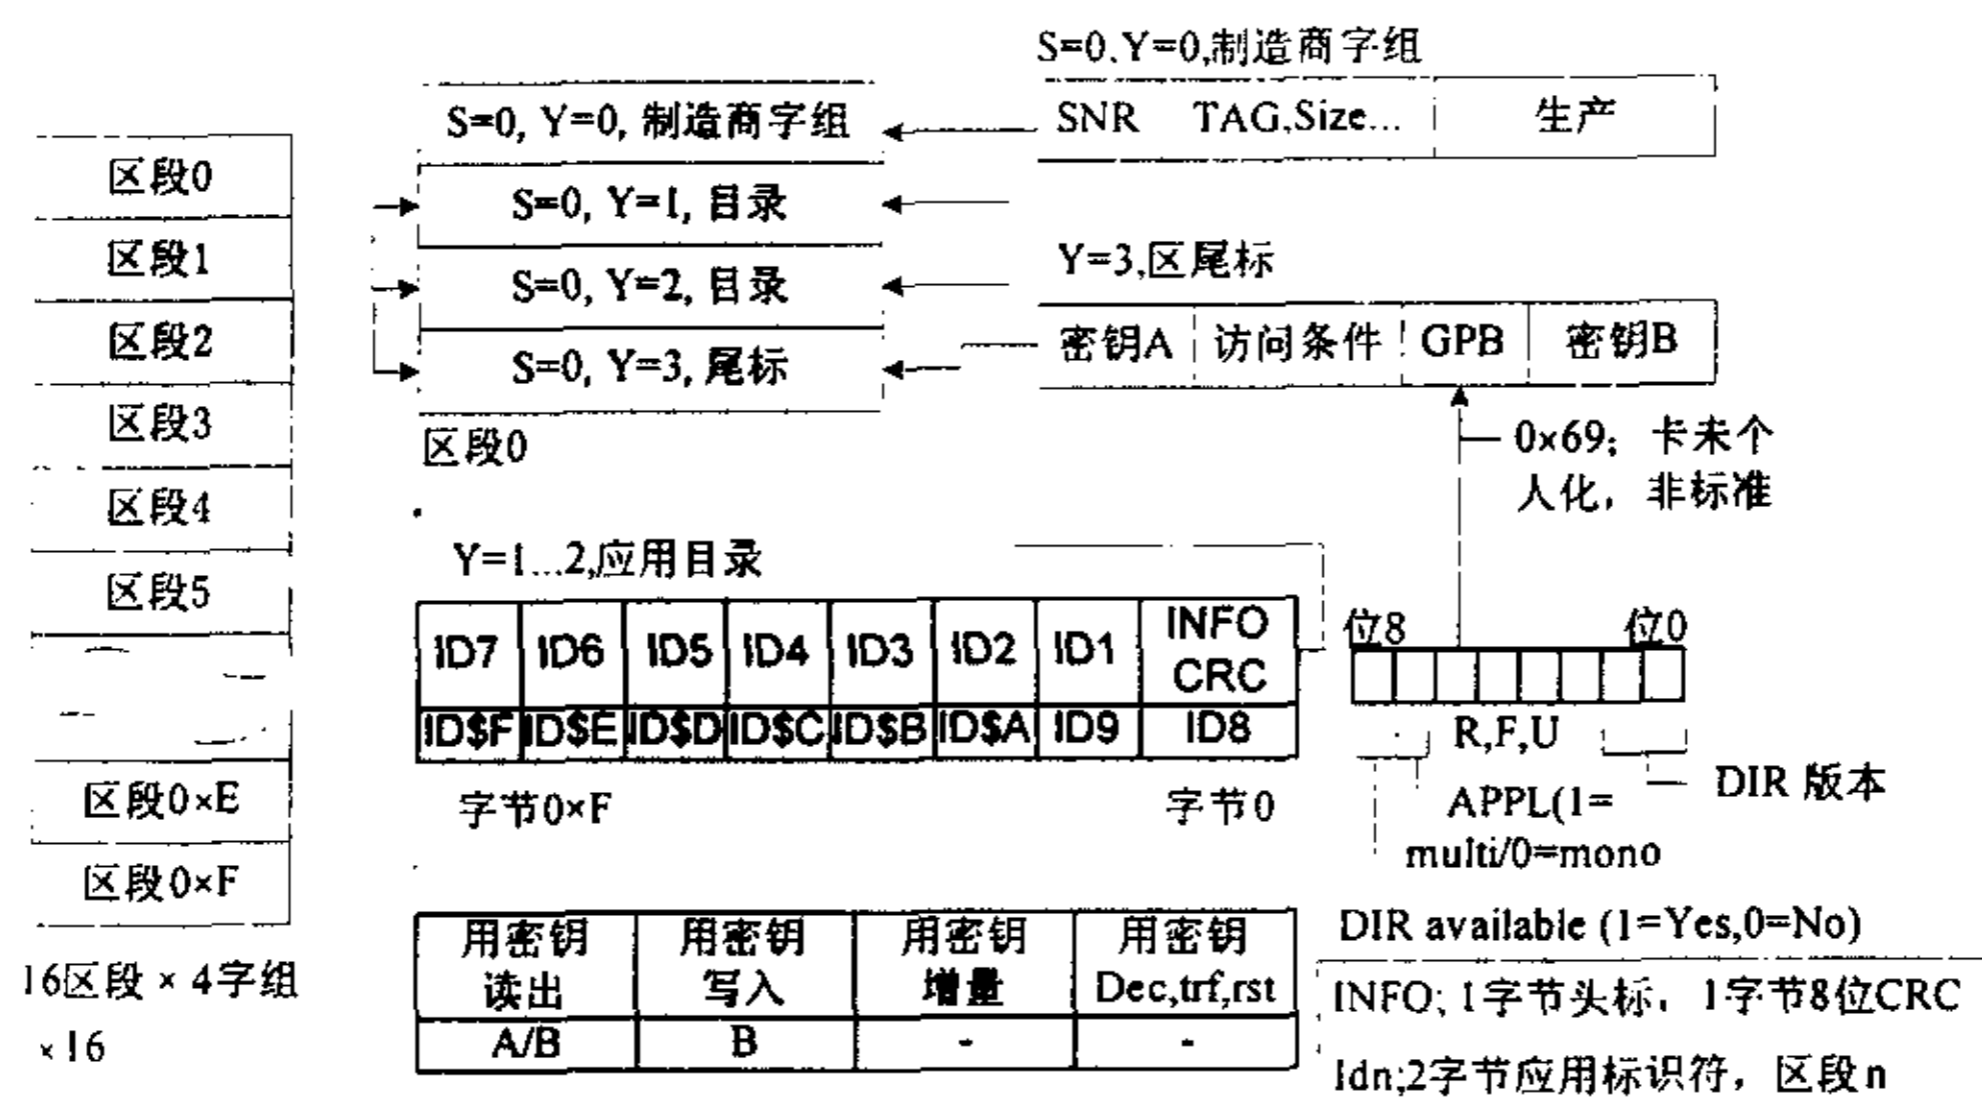 S=0.Y=0,制造商字组
SNR TAG,Size... 生产
区段0
区段1
区段2
区段3
区段4
区段5
区段0×E
区段0×F
16区段×4字组
×16
S=0, Y=0, 制造商字组
S=0, Y=1, 目录
S=0, Y=2, 目录
S=0, Y=3, 尾标
区段0
Y=3,区尾标
密钥A 访问条件 GPB 密钥B
0×69; 卡未个
人化, 非标准
Y=1...2,应用目录
ID7 ID6 ID5 ID4 ID3 ID2 ID1 INFO
CRC
ID$F ID$E ID$D ID$C ID$B ID$A ID9 ID8
字节0×F 字节0
位8 位0
R,F,U
DIR 版本
APPL(1=
multi/0=mono
DIR available (1=Yes,0=No)
用密钥 用密钥 用密钥 用密钥
读出 写入 增量 Dec,trf,rst
A/B B - -
INFO; 1字节头标, 1字节8位CRC
Idn;2字节应用标识符, 区段n